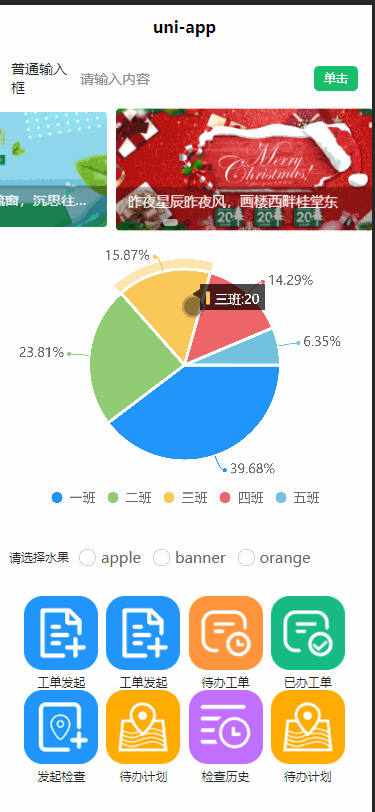 uni-app
普通输入
框
请输入内容
单击
窗，沉思往...
Merry
Christmas!
昨夜星辰昨夜风，画楼西畔桂堂东
15.87%
14.29%
三班:20
6.35%
23.81%
39.68%
一班 二班 三班 四班 五班
请选择水果 apple banner orange
工单发起 工单发起 待办工单 已办工单
发起检查 待办计划 检查历史 待办计划